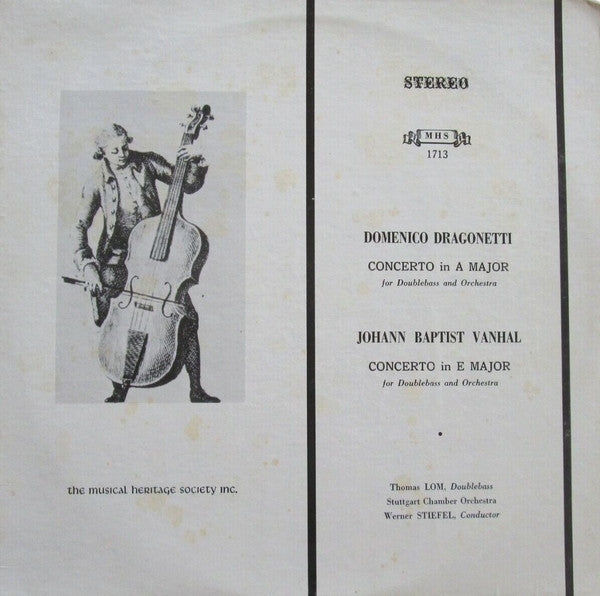 STEREO
MHS
1713
DOMENICO DRAGONETTI
CONCERTO in A MAJOR
for Doublebass and Orchestra
JOHANN BAPTIST VANHAL
CONCERTO in E MAJOR
for Doublebass and Orchestra
Thomas LOM, Doublebass
Stuttgart Chamber Orchestra
Werner STIEFEL, Conductor
the musical heritage society inc.